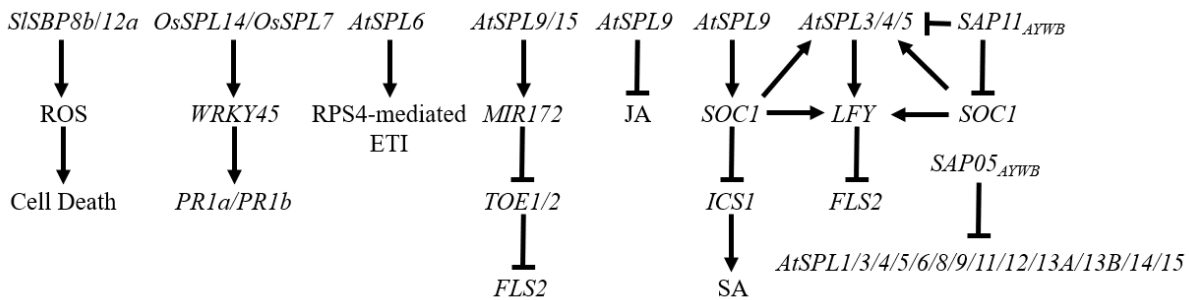 SlSBP8b/12a OsSPL14/OsSPL7 AtSPL6 AtSPL9/15 AtSPL9 AtSPL9 AtSPL3/4/5 SAP11AYWB
ROS WRKY45 RPS4-mediated MIR172 JA SOC1 LFY SOC1
ETI
SAP05AYWB
Cell Death PR1a/PR1b TOE1/2 ICS1 FLS2
AtSPL1/3/4/5/6/8/9/11/12/13A/13B/14/15
FLS2 SA